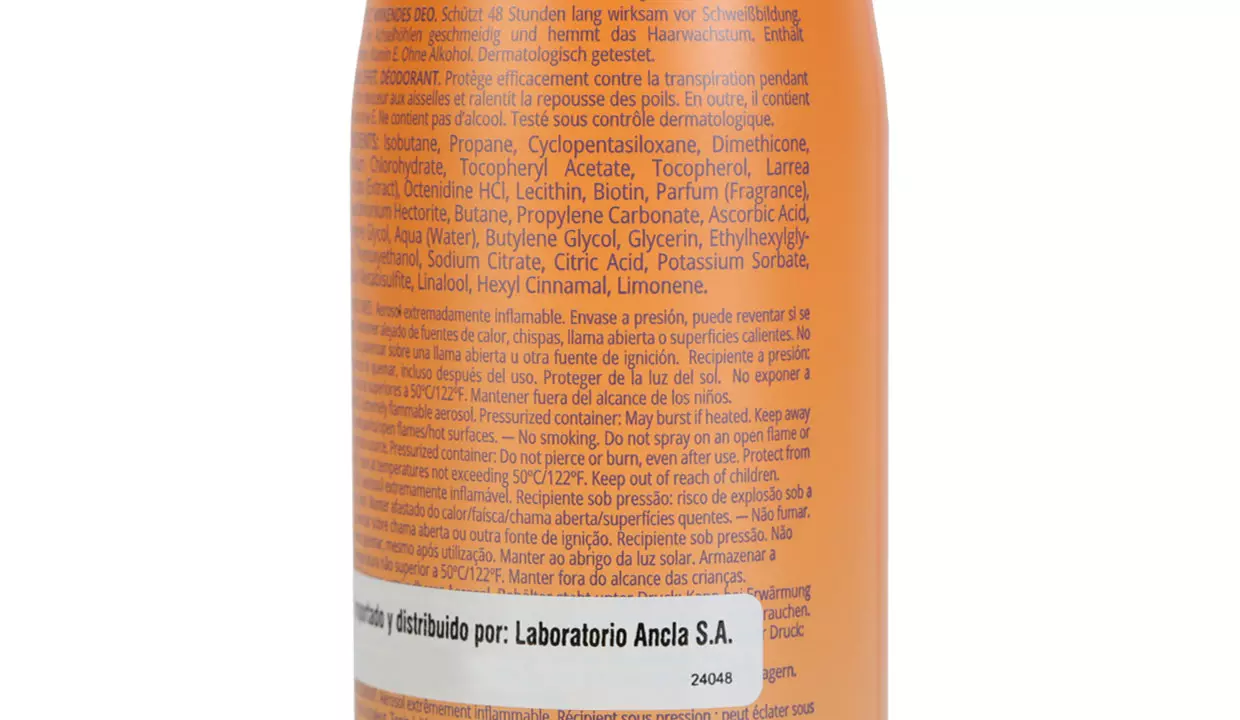 DEO. Schützt 48 Stunden lang wirksam vor Schweißbildung,
geschmeidig und hemmt das Haarwachstum. Enthält
E. Ohne Alkohol. Dermatologisch getestet.
DÉODORANT. Protège efficacement contre la transpiration pendant
aux aisselles et ralentit la repousse des poils. En outre, il contient
E. Ne contient pas d'alcool. Testé sous contrôle dermatologique.
Isobutane, Propane, Cyclopentasiloxane, Dimethicone,
Chlorohydrate, Tocopheryl Acetate, Tocopherol, Larrea
Extract), Octenidine HCl, Lecithin, Biotin, Parfum (Fragrance),
Hectorite, Butane, Propylene Carbonate, Ascorbic Acid,
Glycol, Aqua (Water), Butylene Glycol, Glycerin, Ethylhexylgly-
Sodium Citrate, Citric Acid, Potassium Sorbate,
Linalool, Hexyl Cinnamal, Limonene.
Aerosol extremadamente inflamable. Envase a presión, puede reventar si se
alejado de fuentes de calor, chispas, llama abierta o superficies calientes. No
sobre una llama abierta u otra fuente de ignición. Recipiente a presión:
quemar, incluso después del uso. Proteger de la luz del sol. No exponer a
superiores a 50°C/122°F. Mantener fuera del alcance de los niños.
flammable aerosol. Pressurized container: May burst if heated. Keep away
flames/hot surfaces. — No smoking. Do not spray on an open flame or
Pressurized container: Do not pierce or burn, even after use. Protect from
temperatures not exceeding 50°C/122°F. Keep out of reach of children.
extremamente inflamável. Recipiente sob pressão: risco de explosão sob a
afastado do calor/faísca/chama aberta/superfícies quentes. — Não fumar.
sobre chama aberta ou outra fonte de ignição. Recipiente sob pressão. Não
mesmo após utilização. Manter ao abrigo da luz solar. Armazenar a
não superior a 50°C/122°F. Manter fora do alcance das crianças.
Erwärmung
rauchen.
Druck:
y distribuido por: Laboratorio Ancla S.A.
agern.
24048
Aerosol extrêmement inflammable. Récipient sous pression : peut éclater sous